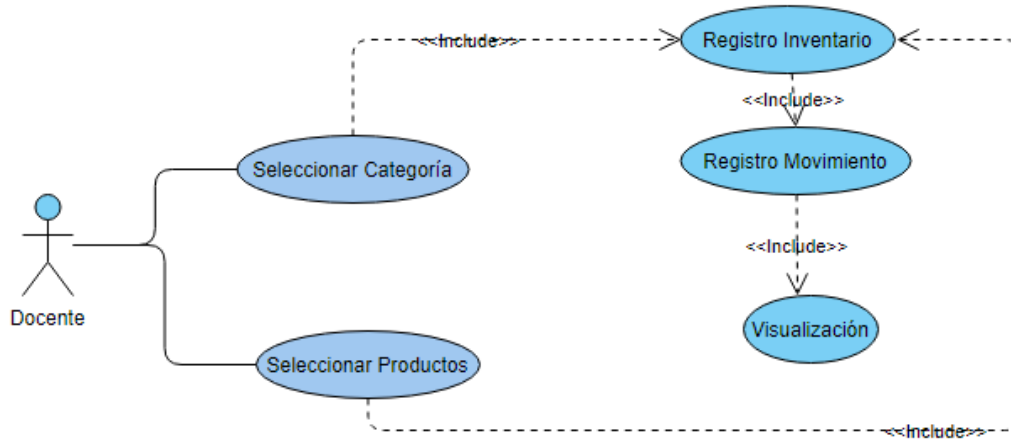 Registro Inventario
<<Include>>
<<Include>>
Registro Movimiento
Seleccionar Categoría
<<Include>>
Docente
Visualización
Seleccionar Productos
<<Include>>